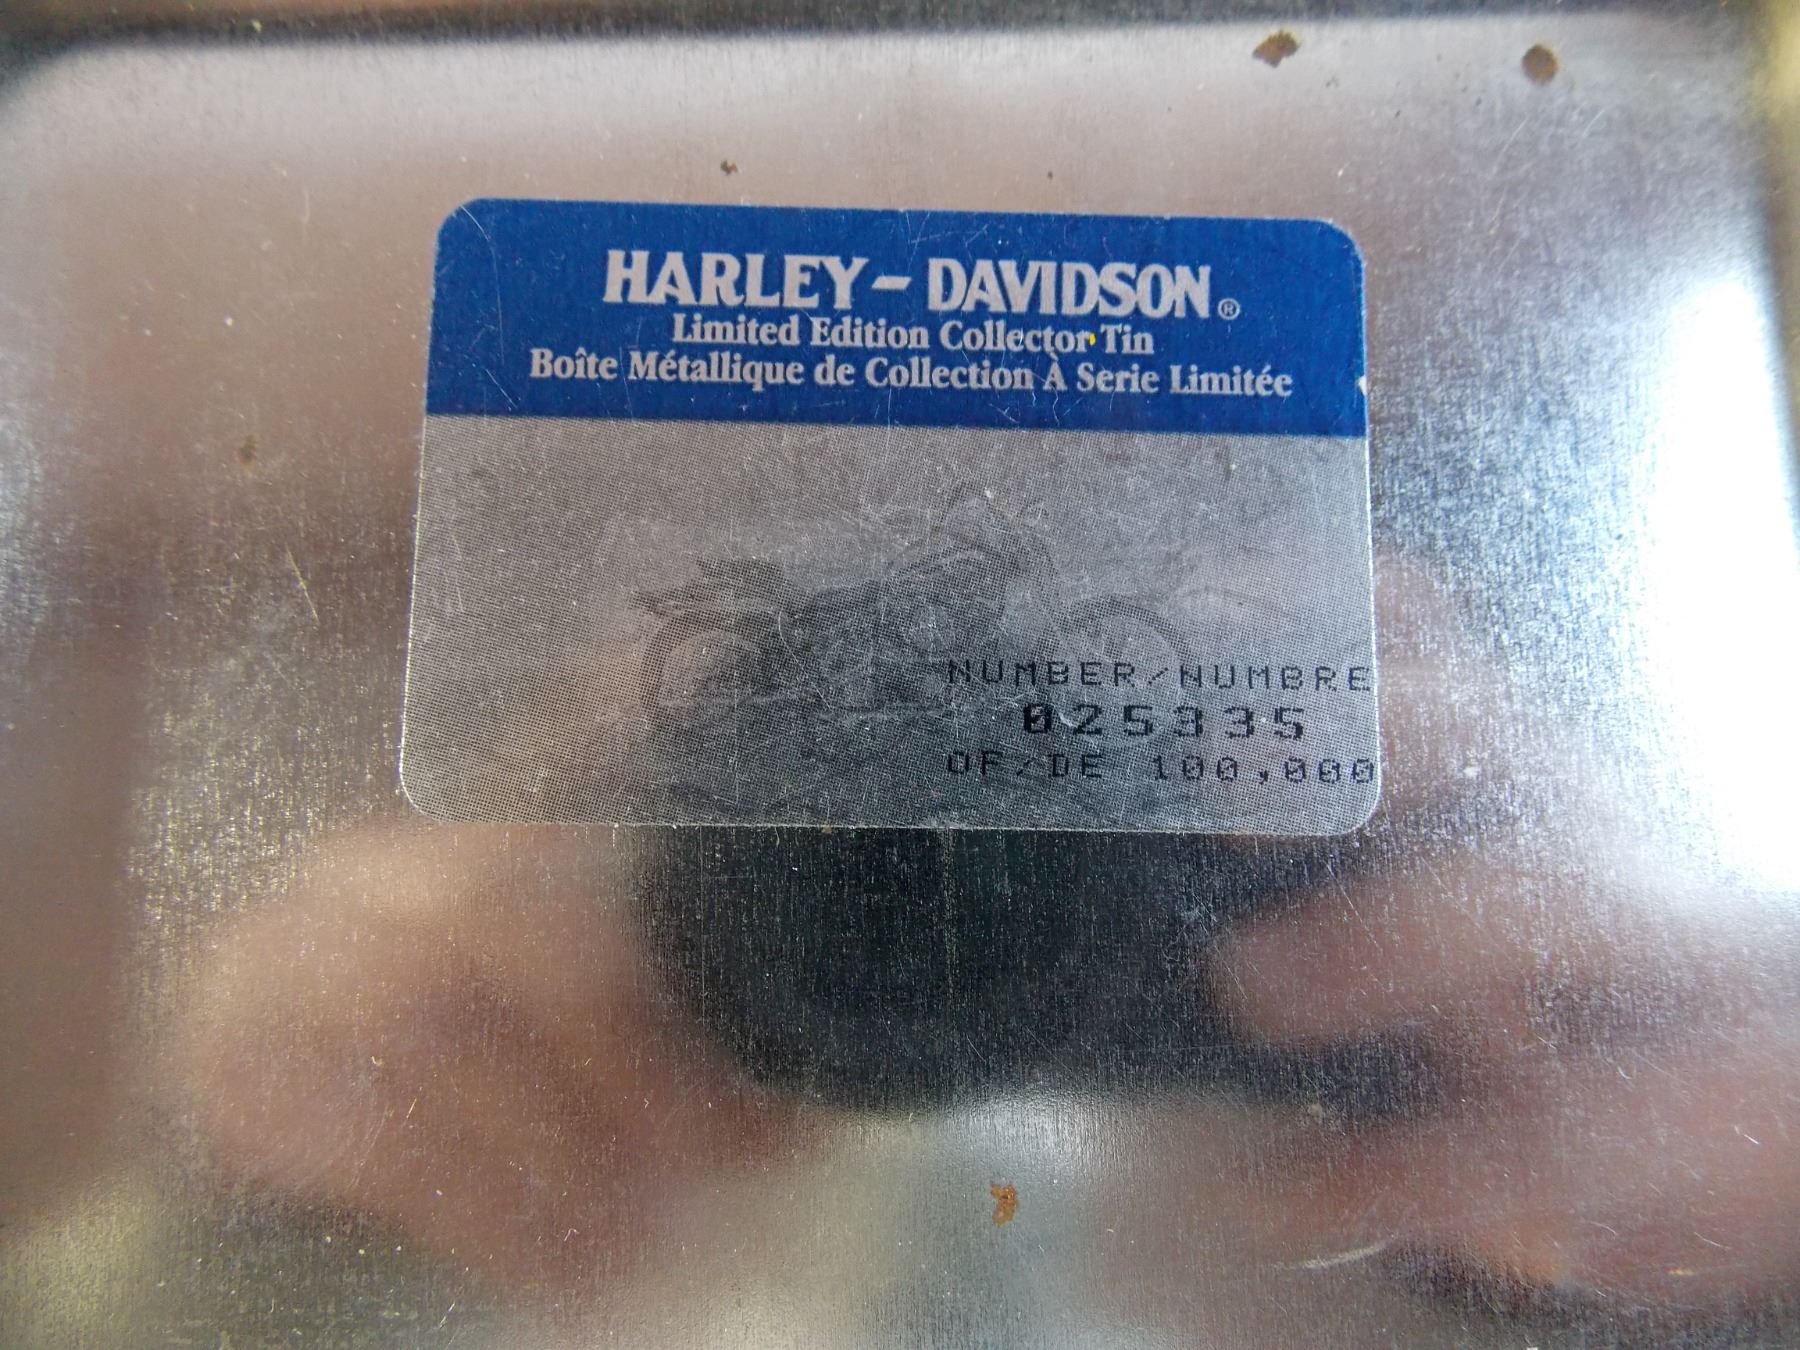 HARLEY-DAVIDSON®
Limited Edition Collector Tin
Boîte Métallique de Collection À Serie Limitée
NUMBER/NUMBRE
025335
OF/DE 100,000